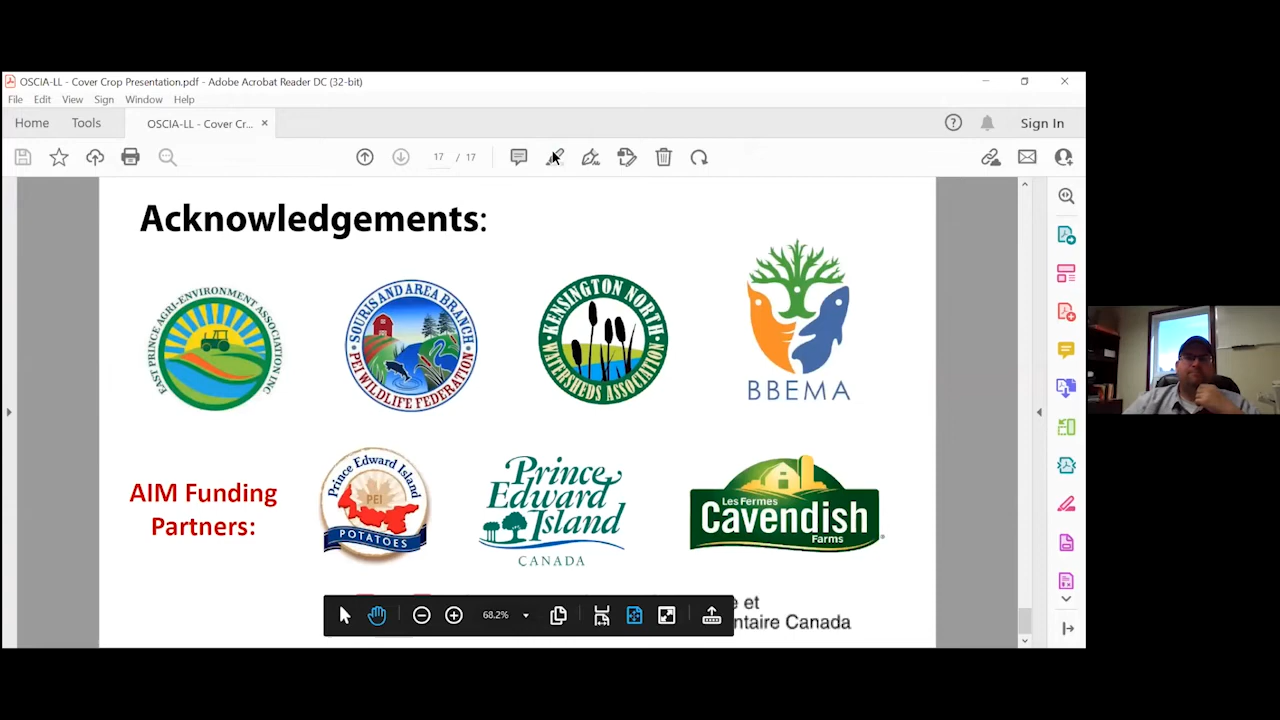 OSCIA-LL - Cover Crop Presentation.pdf - Adobe Acrobat Reader DC (32-bit)
File Edit View Sign Window Help
Home Tools OSCIA-LL - Cover Cr... × Sign In
17 / 17
Acknowledgements:
EAST PRINCE AGRI-ENVIRONMENT ASSOCIATION INC
SOURIS AND AREA BRANCH
PEI WILDLIFE FEDERATION
KENSINGTON NORTH
WATERSHEDS ASSOCIATION
BBEMA
AIM Funding
Partners:
Prince Edward Island
PEI
POTATOES
Prince
Edward
Island
CANADA
Les Fermes
Cavendish
Farms
68.2%
e et
ntaire Canada